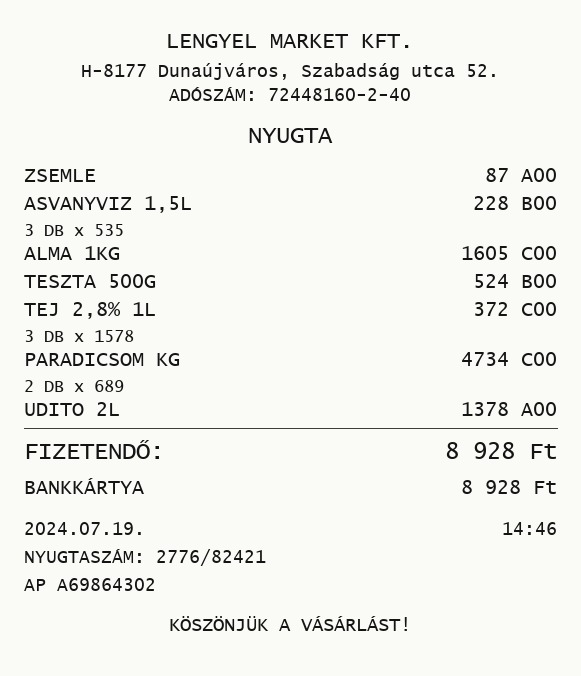 LENGYEL MARKET KFT.
H-8177 Dunaújváros, Szabadság utca 52.
ADÓSZÁM: 72448160-2-40
NYUGTA
ZSEMLE 87 A00
ASVANYVIZ 1,5L 228 B00
3 DB x 535
ALMA 1KG 1605 C00
TESZTA 500G 524 B00
TEJ 2,8% 1L 372 C00
3 DB x 1578
PARADICSOM KG 4734 C00
2 DB x 689
UDITO 2L 1378 A00
FIZETENDŐ: 8 928 Ft
BANKKÁRTYA 8 928 Ft
2024.07.19. 14:46
NYUGTASZÁM: 2776/82421
AP A69864302
KÖSZÖNJÜK A VÁSÁRLÁST!